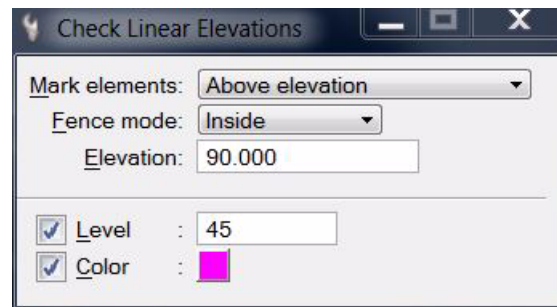 Check Linear Elevations
Mark elements: Above elevation
Fence mode: Inside
Elevation: 90.000
Level : 45
Color :